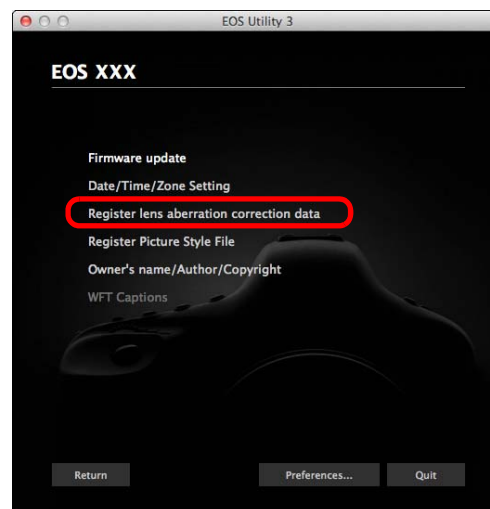 EOS Utility 3
EOS XXX
Firmware update
Date/Time/Zone Setting
Register lens aberration correction data
Register Picture Style File
Owner's name/Author/Copyright
WFT Captions
Return Preferences... Quit